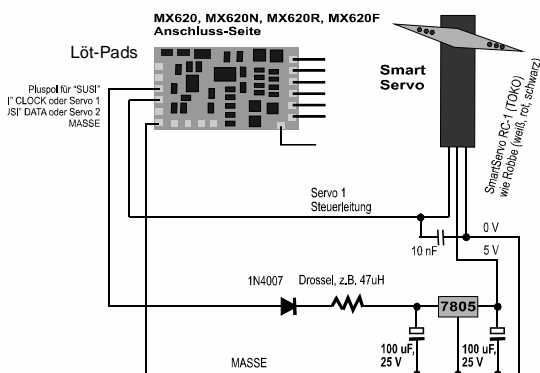 MX620, MX620N, MX620R, MX620F
Anschluss-Seite
Löt-Pads
Pluspol für "SUSI"
I" CLOCK oder Servo 1
JSI" DATA oder Servo 2
MASSE
Smart
Servo
SmartServo RC-1 (TOKO)
wie Robbe (weiß, rot, schwarz)
Servo 1
Steuerleitung
0 V
10 nF
5 V
1N4007
Drossel, z.B. 47uH
7805
100 uF,
25 V
100 uF,
25 V
MASSE